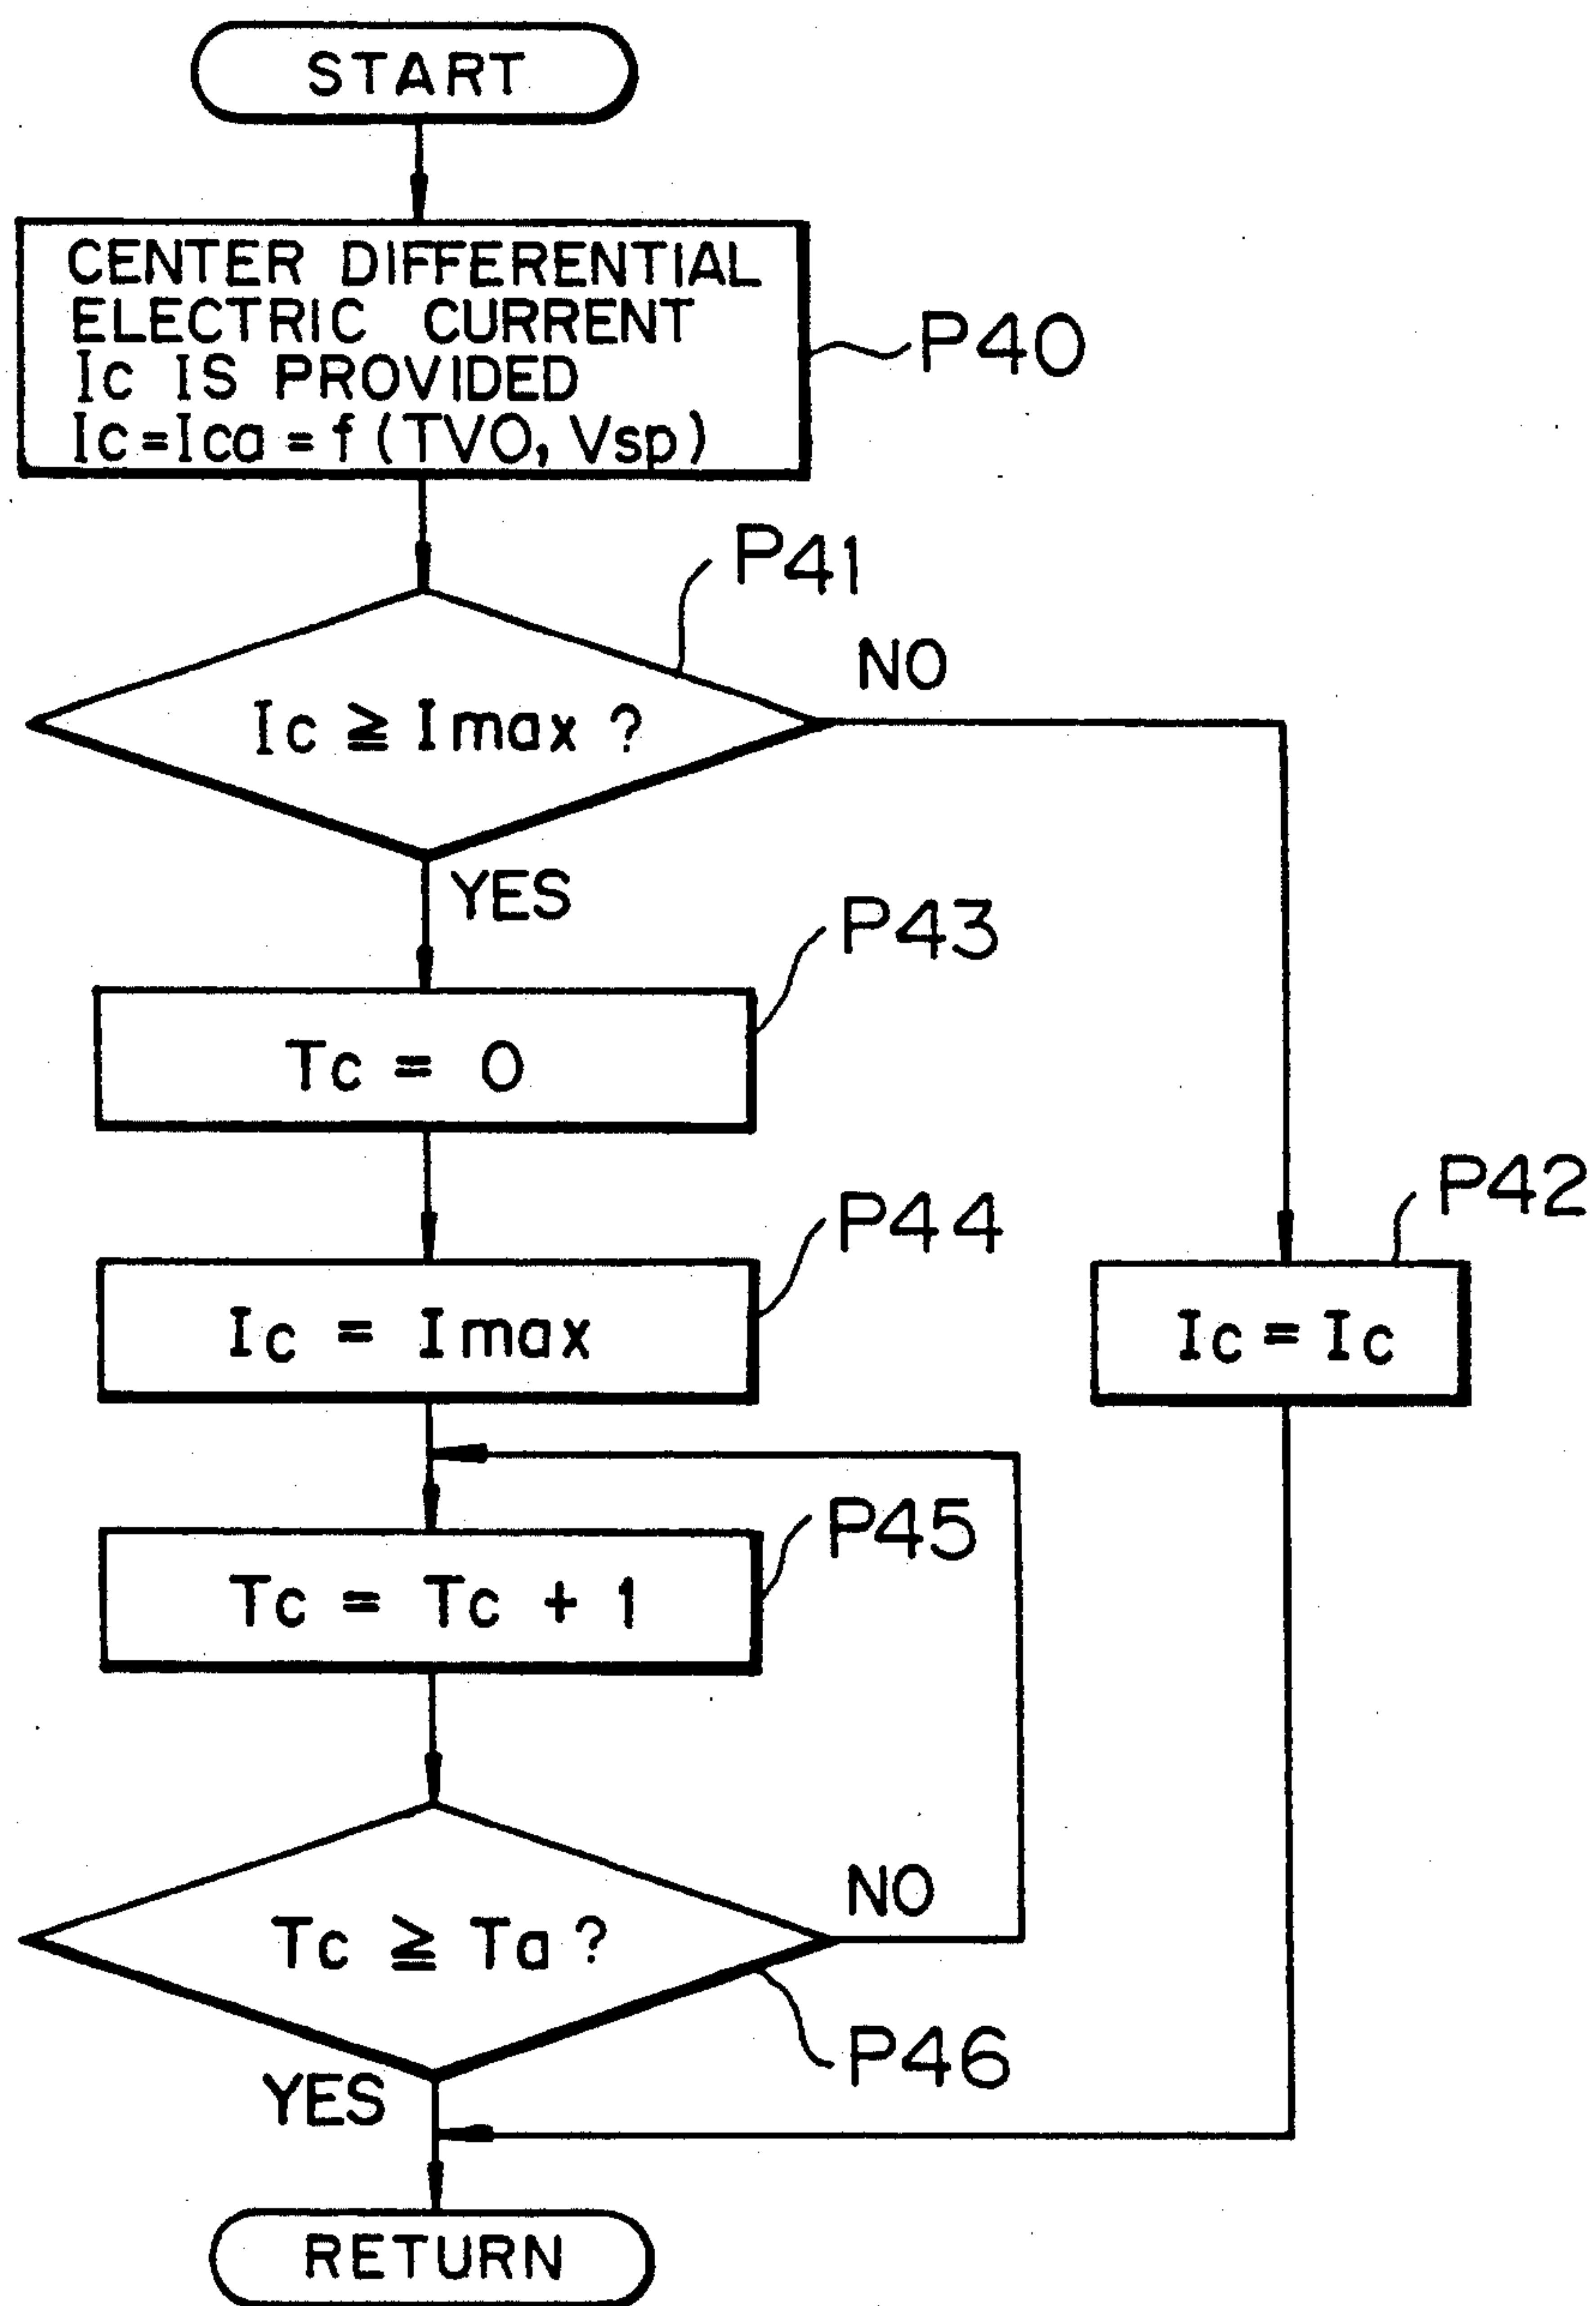 START
CENTER DIFFERENTIAL
ELECTRIC CURRENT
Ic IS PROVIDED
Ic=Ica=f(TVO, Vsp)
P40
P41
NO
Ic ≧ Imax ?
YES
P43
Tc = 0
P44
P42
Ic = Imax
Ic = Ic
P45
Tc = Tc + 1
NO
Tc ≧ Ta ?
P46
YES
RETURN